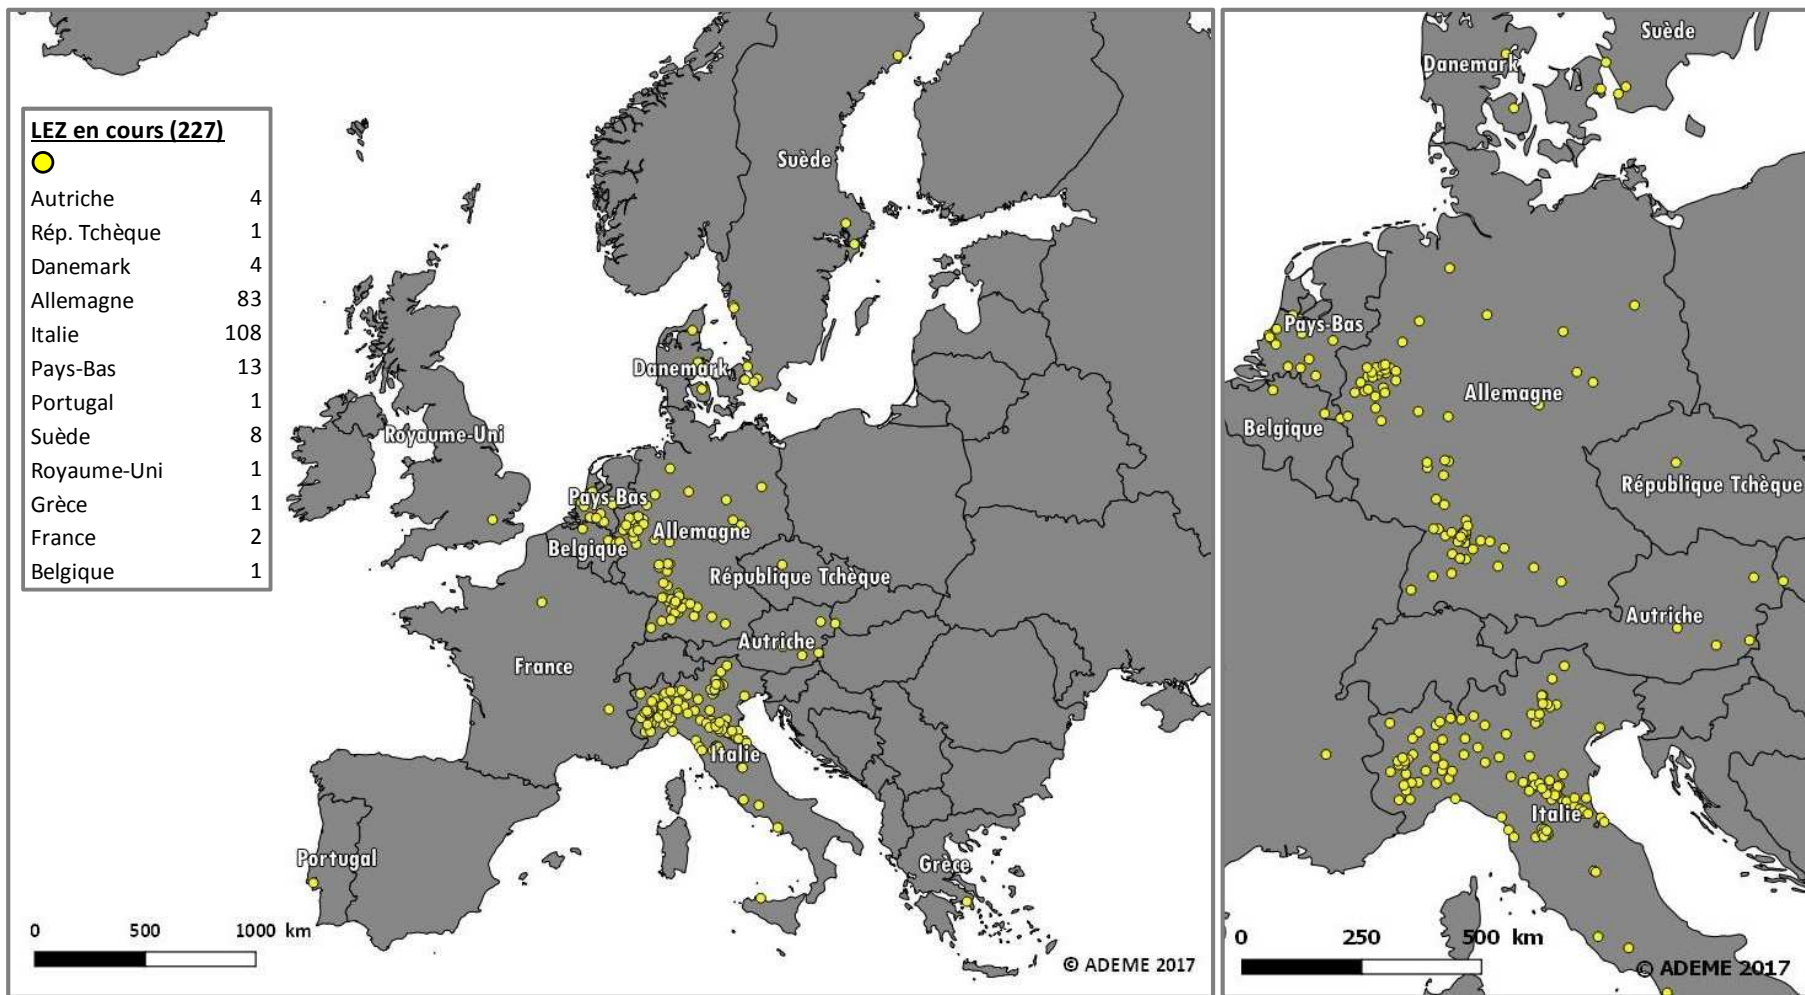 LEZ en cours (227)
Autriche 4
Rép. Tchèque 1
Danemark 4
Allemagne 83
Italie 108
Pays-Bas 13
Portugal 1
Suède 8
Royaume-Uni 1
Grèce 1
France 2
Belgique 1
Suède
Danemark
Royaume-Uni
Pays-Bas
Allemagne
Belgique
République Tchèque
Autriche
France
Italie
Portugal
Grèce
0 500 1000 km
© ADEME 2017
Suède
Danemark
Pays-Bas
Allemagne
Belgique
République Tchèque
Autriche
Italie
0 250 500 km
© ADEME 2017